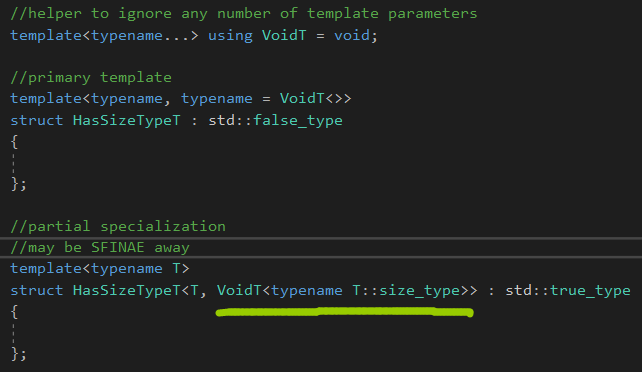 //helper to ignore any number of template parameters
template<typename...> using VoidT = void;
//primary template
template<typename, typename = VoidT<>>
struct HasSizeTypeT : std::false_type
{
};
//partial specialization
//may be SFINAE away
template<typename T>
struct HasSizeTypeT<T, VoidT<typename T::size_type>> : std::true_type
{
};